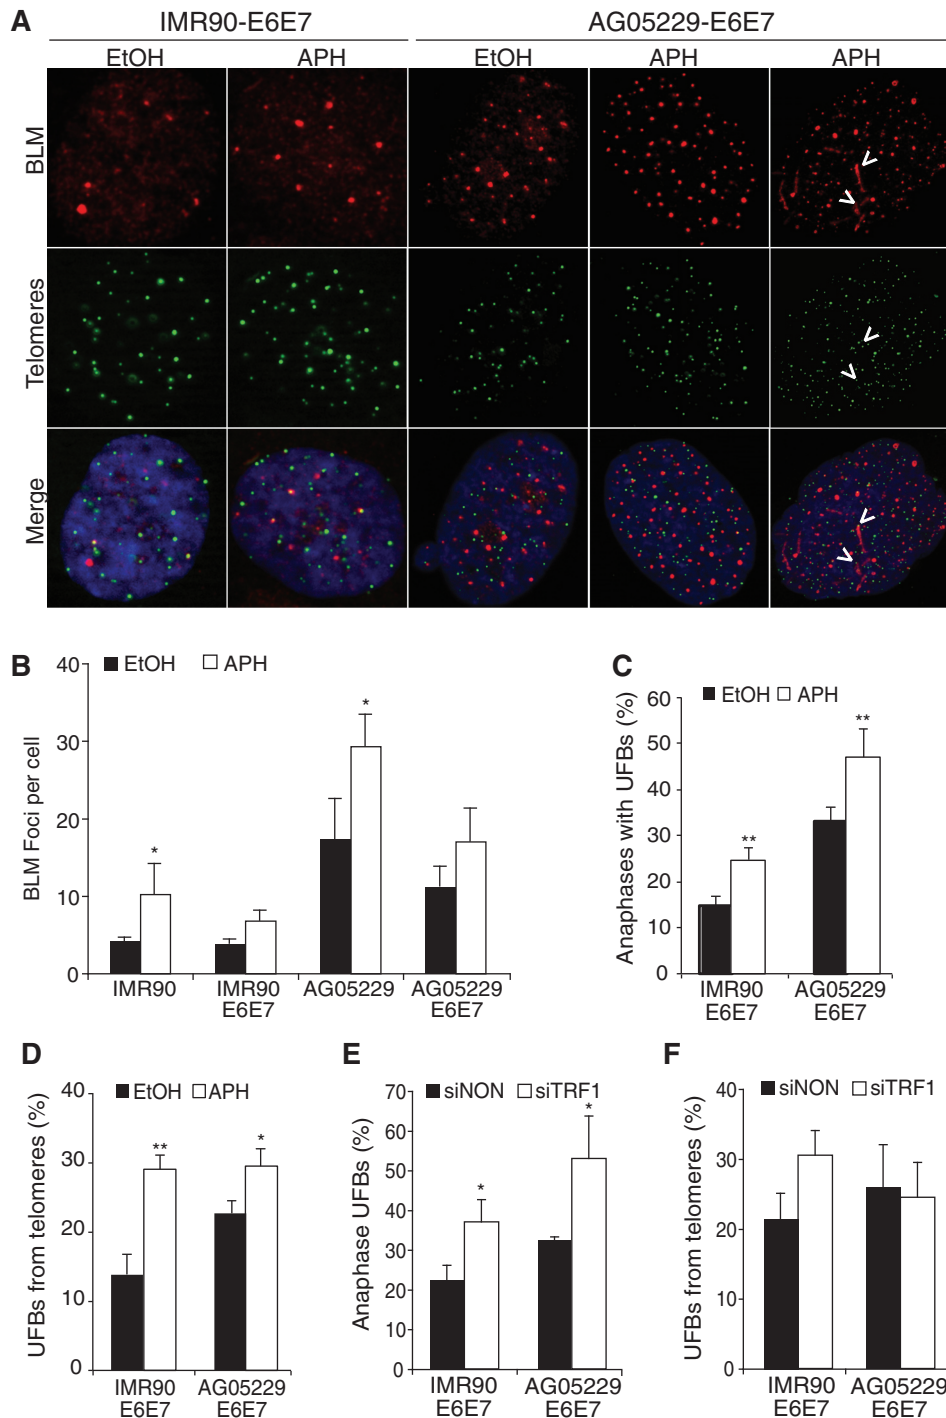 A
IMR90-E6E7
AG05229-E6E7
EtOH
APH
EtOH
APH
APH
BLM
Telomeres
Merge
B
EtOH
APH
BLM Foci per cell
40
30
20
10
0
*
*
IMR90
IMR90
E6E7
AG05229
AG05229
E6E7
C
EtOH
APH
Anaphases with UFBs (%)
60
50
40
30
20
10
0
**
**
IMR90
E6E7
AG05229
E6E7
D
EtOH
APH
UFBs from telomeres (%)
40
30
20
10
0
**
*
IMR90
E6E7
AG05229
E6E7
E
siNON
siTRF1
Anaphase UFBs (%)
70
60
50
40
30
20
10
0
*
*
IMR90
E6E7
AG05229
E6E7
F
siNON
siTRF1
UFBs from telomeres (%)
40
30
20
10
0
IMR90
E6E7
AG05229
E6E7